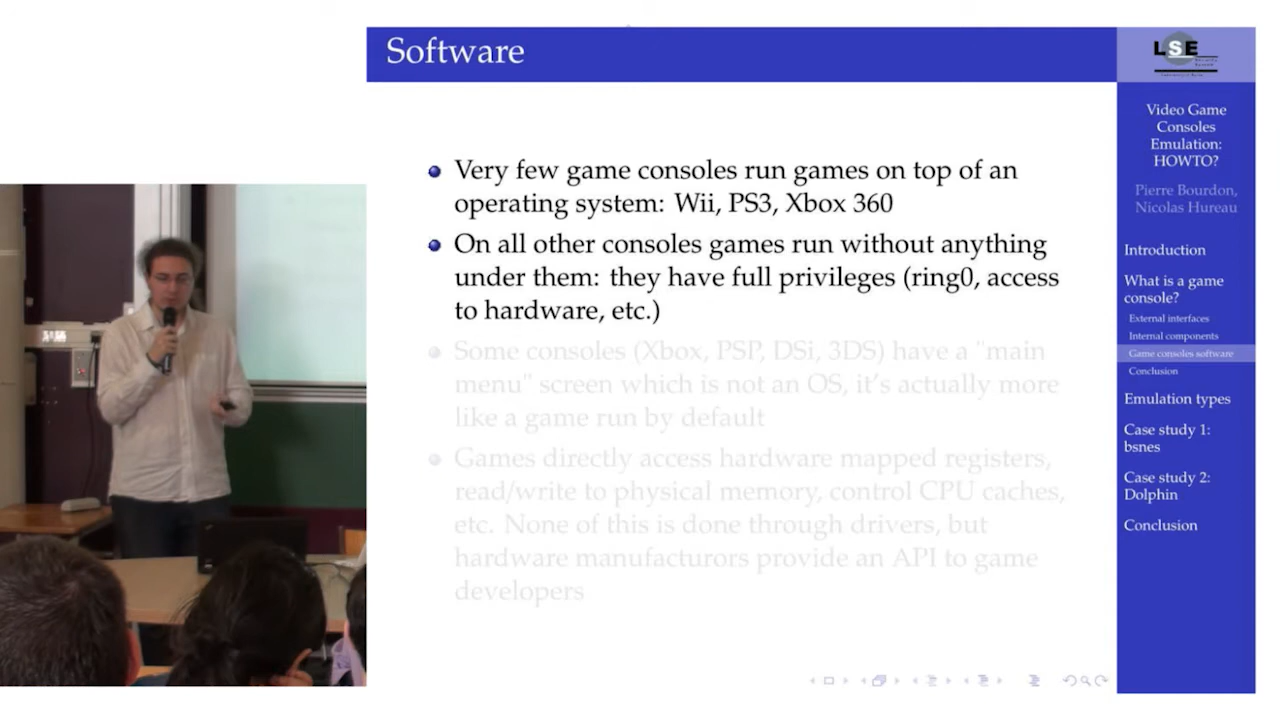 Software
Very few game consoles run games on top of an
operating system: Wii, PS3, Xbox 360
On all other consoles games run without anything
under them: they have full privileges (ring0, access
to hardware, etc.)
Some consoles (Xbox, PSP, DSi, 3DS) have a "main
menu" screen which is not an OS, it's actually more
like a game run by default
Games directly access hardware mapped registers,
read/write to physical memory, control CPU caches,
etc. None of this is done through drivers, but
hardware manufacturors provide an API to game
developers
LSE
Video Game
Consoles
Emulation:
HOWTO?
Pierre Bourdon,
Nicolas Hureau
Introduction
What is a game
console?
External interfaces
Internal components
Game consoles software
Conclusion
Emulation types
Case study 1:
bsnes
Case study 2:
Dolphin
Conclusion